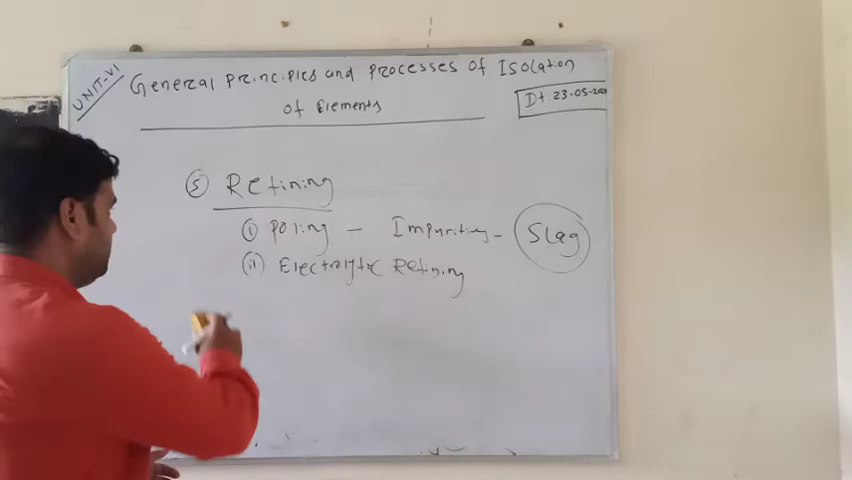 UNIT-VI
General Principles and Processes of Isolation
of Elements
Dt 23-05-2020
⑤ Refining
(i) Poling - Impurities - Slag
(ii) Electrolytic Refining